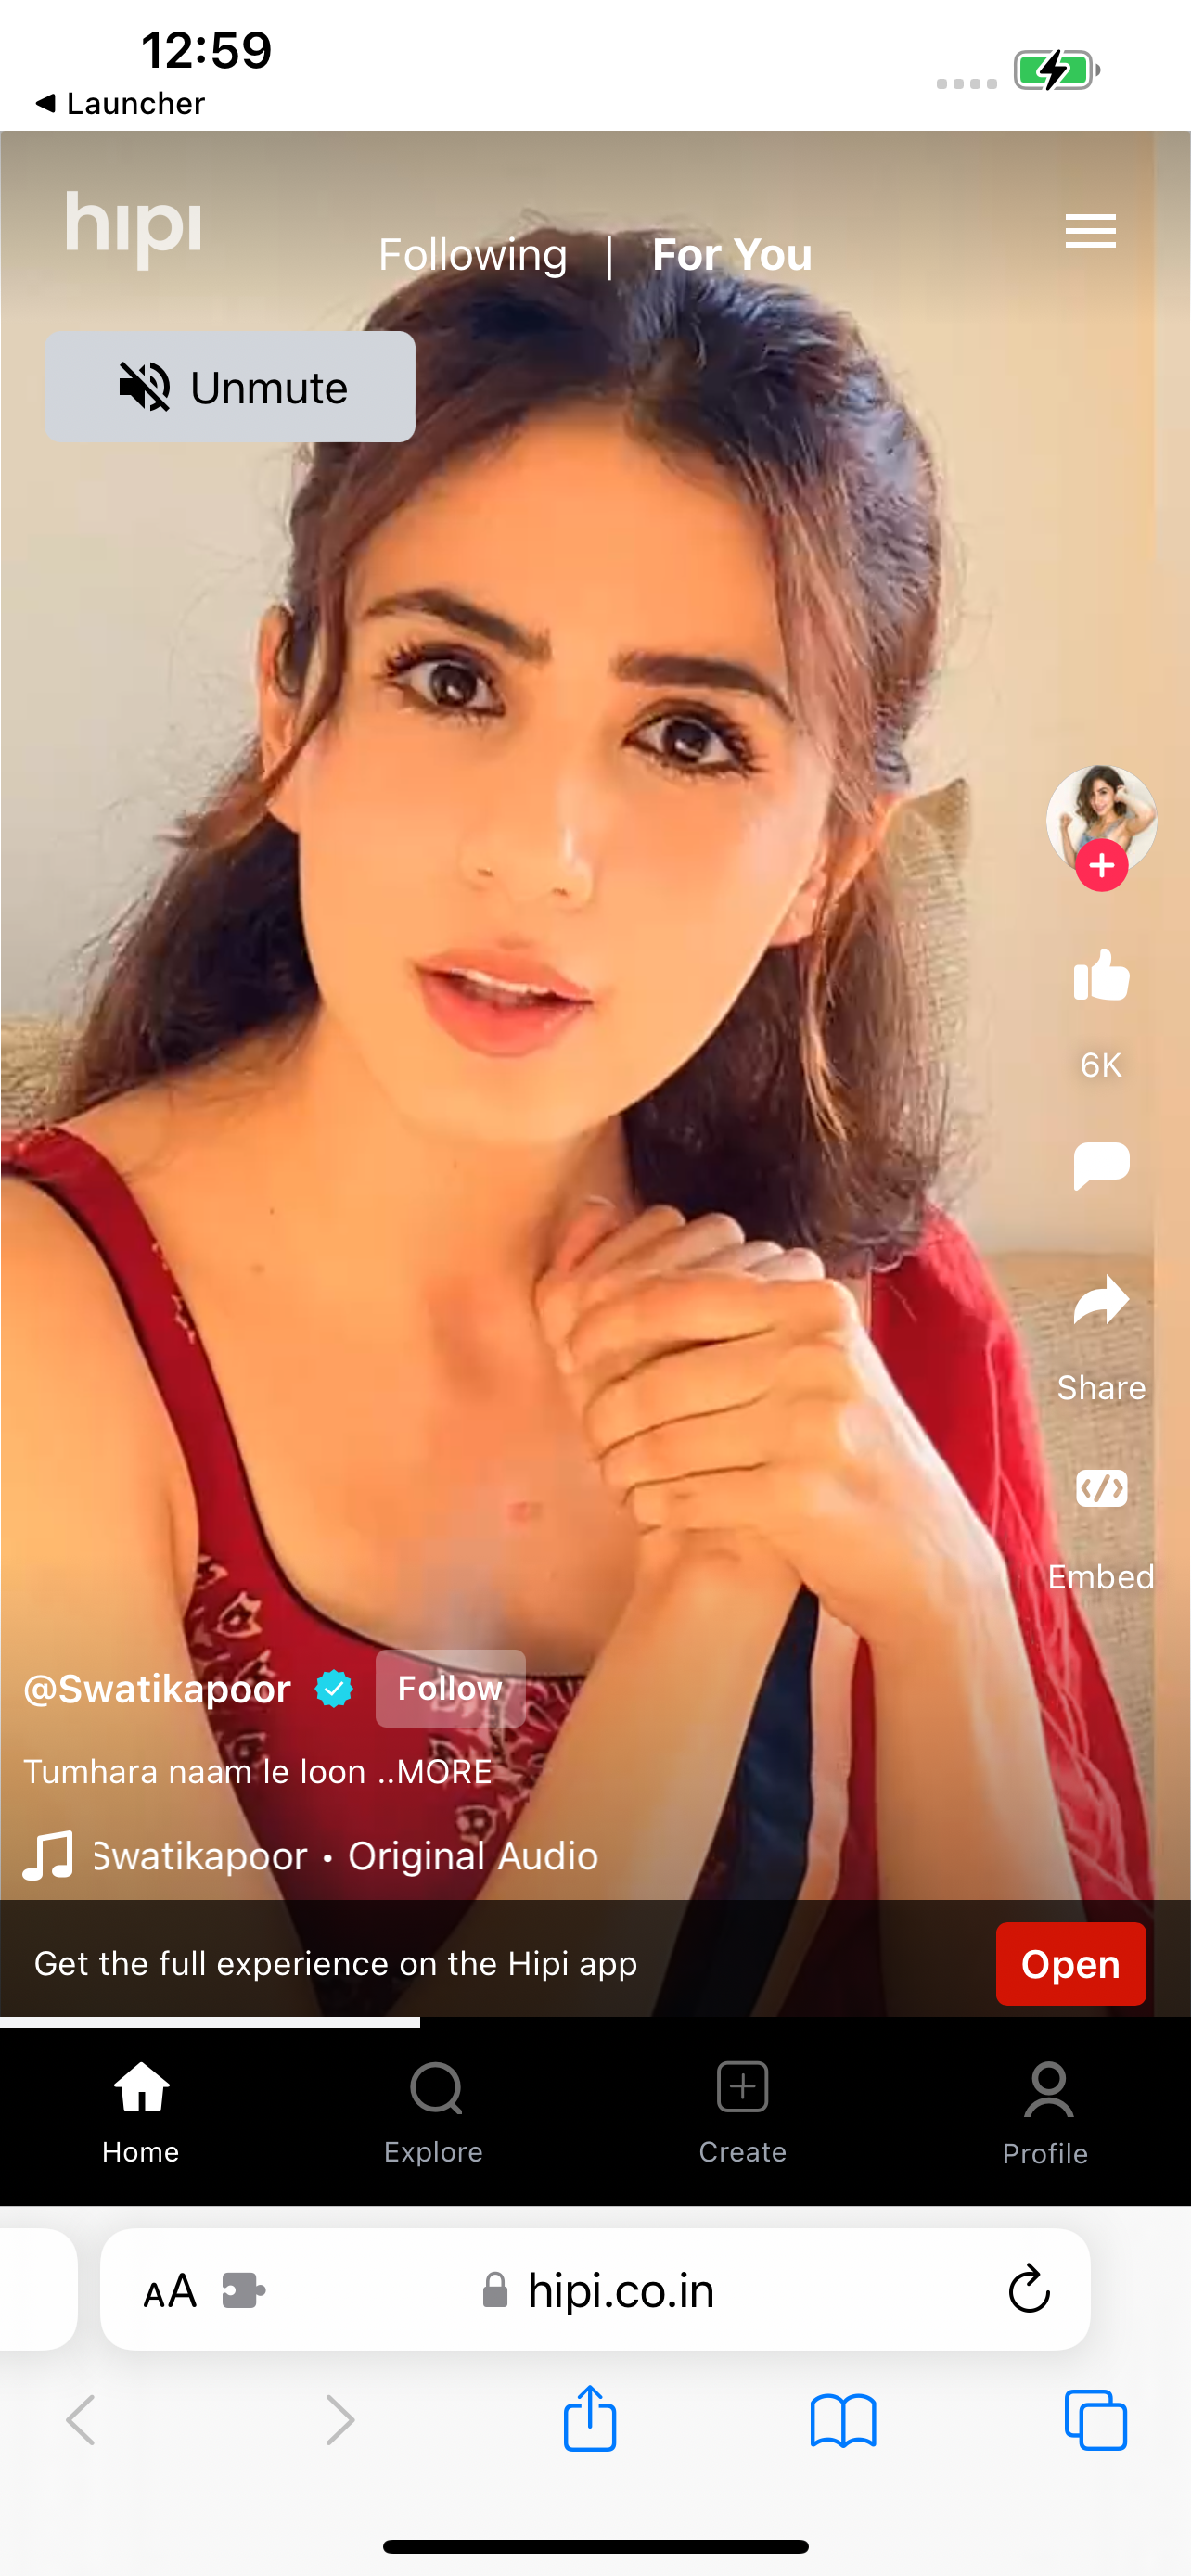 12:59
Launcher
hipi
Following | For You
Unmute
6K
Share
Embed
@Swatikapoor Follow
Tumhara naam le loon ..MORE
Swatikapoor • Original Audio
Get the full experience on the Hipi app Open
Home Explore Create Profile
AA hipi.co.in